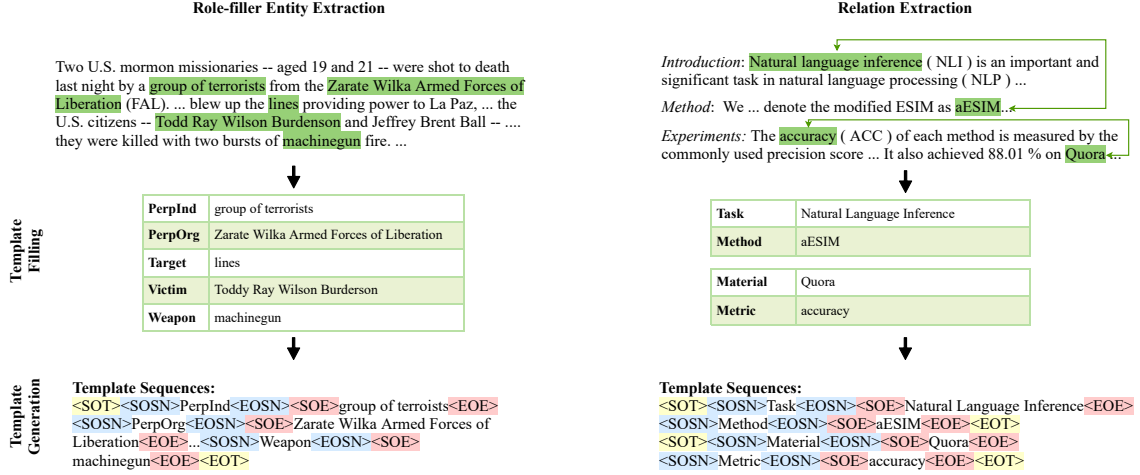 Role-filler Entity Extraction
Two U.S. mormon missionaries -- aged 19 and 21 -- were shot to death
last night by a group of terrorists from the Zarate Wilka Armed Forces of
Liberation (FAL). ... blew up the lines providing power to La Paz, ... the
U.S. citizens -- Todd Ray Wilson Burdenson and Jeffrey Brent Ball -- ....
they were killed with two bursts of machinegun fire. ...
Template
Filling
PerpInd group of terrorists
PerpOrg Zarate Wilka Armed Forces of Liberation
Target lines
Victim Toddy Ray Wilson Burderson
Weapon machinegun
Template
Generation
Template Sequences:
<SOT><SOSN>PerpInd<EOSN><SOE>group of terroists<EOE>
<SOSN>PerpOrg<EOSN><SOE>Zarate Wilka Armed Forces of
Liberation<EOE>...<SOSN>Weapon<EOSN><SOE>
machinegun<EOE><EOT>
Relation Extraction
Introduction: Natural language inference ( NLI ) is an important and
significant task in natural language processing ( NLP ) ...
Method: We ... denote the modified ESIM as aESIM...
Experiments: The accuracy ( ACC ) of each method is measured by the
commonly used precision score ... It also achieved 88.01 % on Quora ...
Task Natural Language Inference
Method aESIM
Material Quora
Metric accuracy
Template Sequences:
<SOT><SOSN>Task<EOSN><SOE>Natural Language Inference<EOE>
<SOSN>Method<EOSN><SOE>aESIM<EOE><EOT>
<SOT><SOSN>Material<EOSN><SOE>Quora<EOE>
<SOSN>Metric<EOSN><SOE>accuracy<EOE><EOT>